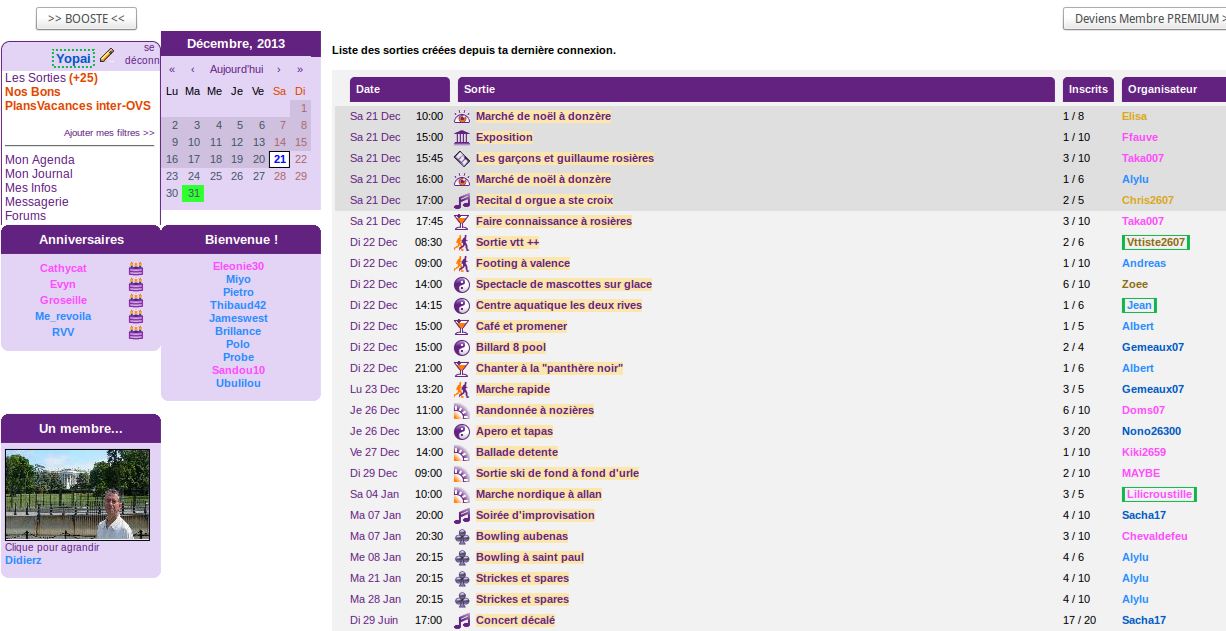 >> BOOSTE <<
Deviens Membre PREMIUM >
Yopai
se
déconn
Les Sorties (+25)
Nos Bons
PlansVacances inter-OVS
Ajouter mes filtres >>
Mon Agenda
Mon Journal
Mes Infos
Messagerie
Forums
Décembre, 2013
« ‹ Aujourd'hui › »
Lu Ma Me Je Ve Sa Di
1
2 3 4 5 6 7 8
9 10 11 12 13 14 15
16 17 18 19 20 21 22
23 24 25 26 27 28 29
30 31
Anniversaires
Cathycat
Evyn
Groseille
Me_revoila
RVV
Bienvenue !
Eleonie30
Miyo
Pietro
Thibaud42
Jameswest
Brillance
Polo
Probe
Sandou10
Ubulilou
Un membre...
Clique pour agrandir
Didierz
Liste des sorties créées depuis ta dernière connexion.
Date Sortie Inscrits Organisateur
Sa 21 Dec 10:00 Marché de noël à donzère 1 / 8 Elisa
Sa 21 Dec 15:00 Exposition 1 / 10 Ffauve
Sa 21 Dec 15:45 Les garçons et guillaume rosières 3 / 10 Taka007
Sa 21 Dec 16:00 Marché de noël à donzère 1 / 6 Alylu
Sa 21 Dec 17:00 Recital d orgue a ste croix 2 / 5 Chris2607
Sa 21 Dec 17:45 Faire connaissance à rosières 3 / 10 Taka007
Di 22 Dec 08:30 Sortie vtt ++ 2 / 6 Vttiste2607
Di 22 Dec 09:00 Footing à valence 1 / 10 Andreas
Di 22 Dec 14:00 Spectacle de mascottes sur glace 6 / 10 Zoee
Di 22 Dec 14:15 Centre aquatique les deux rives 1 / 6 Jean
Di 22 Dec 15:00 Café et promener 1 / 5 Albert
Di 22 Dec 15:00 Billard 8 pool 2 / 4 Gemeaux07
Di 22 Dec 21:00 Chanter à la "panthère noir" 1 / 6 Albert
Lu 23 Dec 13:20 Marche rapide 3 / 5 Gemeaux07
Je 26 Dec 11:00 Randonnée à nozières 6 / 10 Doms07
Je 26 Dec 13:00 Apero et tapas 3 / 20 Nono26300
Ve 27 Dec 14:00 Ballade detente 1 / 10 Kiki2659
Di 29 Dec 09:00 Sortie ski de fond à fond d'urle 2 / 10 MAYBE
Sa 04 Jan 10:00 Marche nordique à allan 3 / 5 Lilicroustille
Ma 07 Jan 20:00 Soirée d'improvisation 4 / 10 Sacha17
Ma 07 Jan 20:30 Bowling aubenas 3 / 10 Chevaldefeu
Me 08 Jan 20:15 Bowling à saint paul 4 / 6 Alylu
Ma 21 Jan 20:15 Strickes et spares 4 / 10 Alylu
Ma 28 Jan 20:15 Strickes et spares 4 / 10 Alylu
Di 29 Juin 17:00 Concert décalé 17 / 20 Sacha17